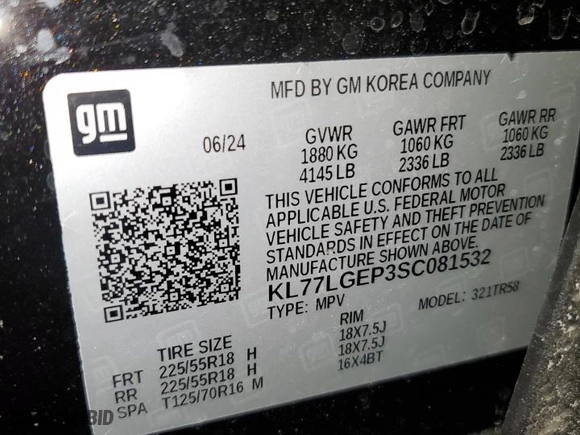 MFD BY GM KOREA COMPANY
gm
06/24
GVWR
1880 KG
4145 LB
GAWR FRT
1060 KG
2336 LB
GAWR RR
1060 KG
2336 LB
THIS VEHICLE CONFORMS TO ALL
APPLICABLE U.S. FEDERAL MOTOR
VEHICLE SAFETY AND THEFT PREVENTION
STANDARDS IN EFFECT ON THE DATE OF
MANUFACTURE SHOWN ABOVE.
KL77LGEP3SC081532
TYPE: MPV
MODEL: 321TR58
TIRE SIZE
RIM
FRT 225/55R18 H 18X7.5J
RR 225/55R18 H 18X7.5J
SPA T125/70R16 M 16X4BT